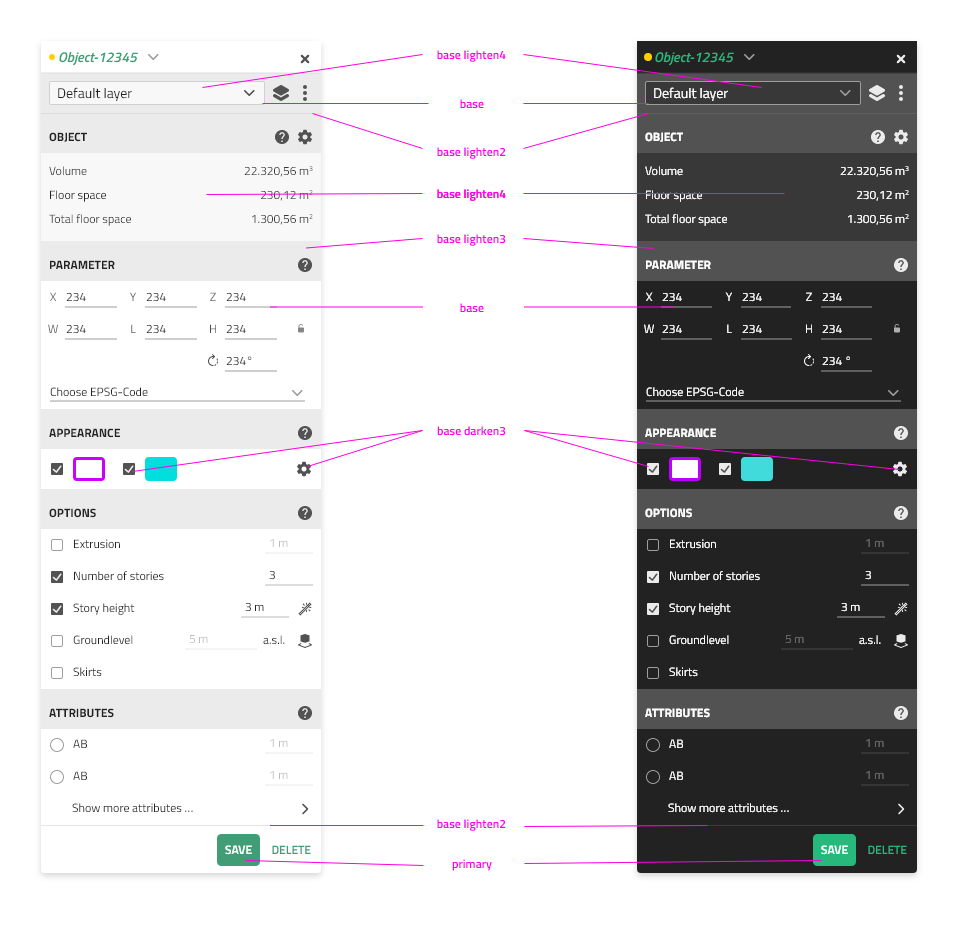 Object-12345
Default layer
OBJECT
Volume 22.320,56 m³
Floor space 230,12 m²
Total floor space 1.300,56 m²
PARAMETER
X 234 Y 234 Z 234
W 234 L 234 H 234
234°
Choose EPSG-Code
APPEARANCE
OPTIONS
Extrusion 1 m
Number of stories 3
Story height 3 m
Groundlevel 5 m a.s.l.
Skirts
ATTRIBUTES
AB 1 m
AB 1 m
Show more attributes ...
SAVE DELETE
base lighten4
base
base lighten2
base lighten4
base lighten3
base
base darken3
base lighten2
primary
Object-12345
Default layer
OBJECT
Volume 22.320,56 m³
Floor space 230,12 m²
Total floor space 1.300,56 m²
PARAMETER
X 234 Y 234 Z 234
W 234 L 234 H 234
234 °
Choose EPSG-Code
APPEARANCE
OPTIONS
Extrusion 1 m
Number of stories 3
Story height 3 m
Groundlevel 5 m a.s.l.
Skirts
ATTRIBUTES
AB 1 m
AB 1 m
Show more attributes ...
SAVE DELETE